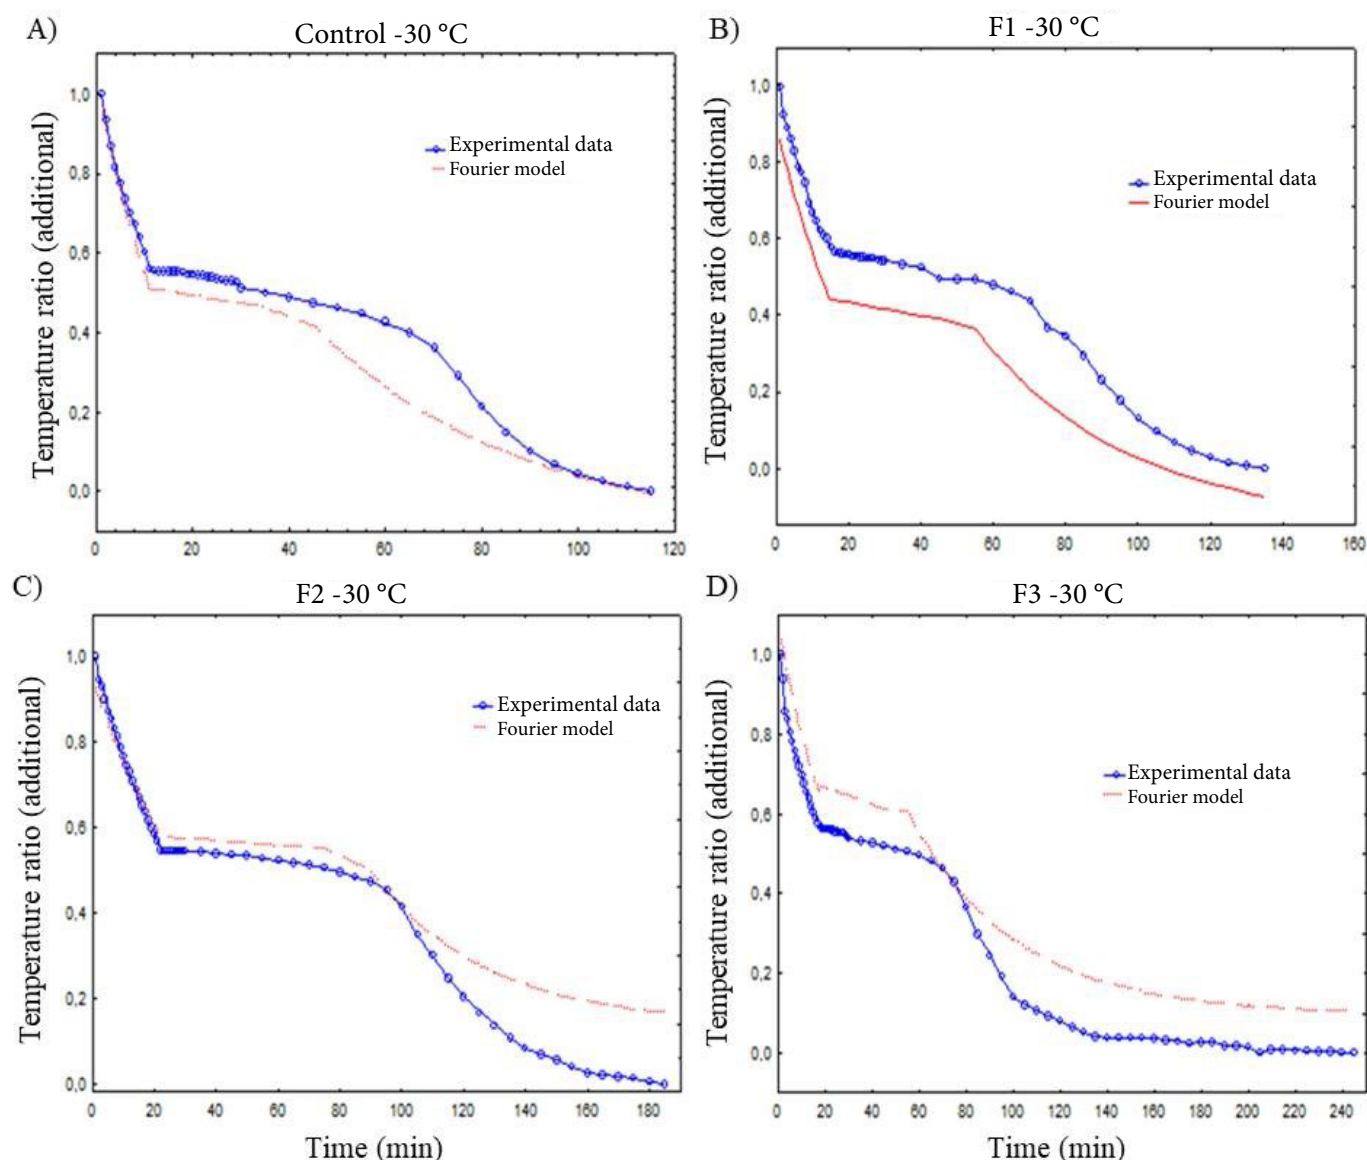 A)
Control -30 °C
Temperature ratio (additional)
1,0
0,8
0,6
0,4
0,2
0,0
Experimental data
Fourier model
0 20 40 60 80 100 120
B)
F1 -30 °C
Temperature ratio (additional)
1,0
0,8
0,6
0,4
0,2
0,0
Experimental data
Fourier model
0 20 40 60 80 100 120 140 160
C)
F2 -30 °C
Temperature ratio (additional)
1,0
0,8
0,6
0,4
0,2
0,0
Experimental data
Fourier model
0 20 40 60 80 100 120 140 160 180
Time (min)
D)
F3 -30 °C
Temperature ratio (additional)
1,0
0,8
0,6
0,4
0,2
0,0
Experimental data
Fourier model
0 20 40 60 80 100 120 140 160 180 200 220 240
Time (min)